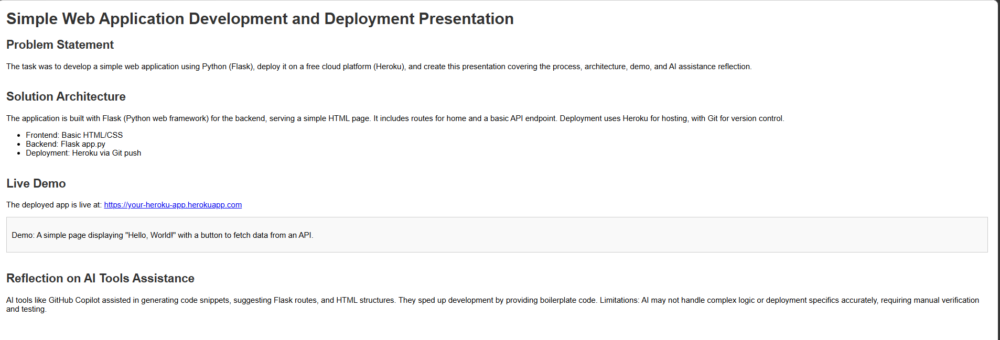 Simple Web Application Development and Deployment Presentation
Problem Statement
The task was to develop a simple web application using Python (Flask), deploy it on a free cloud platform (Heroku), and create this presentation covering the process, architecture, demo, and AI assistance reflection.
Solution Architecture
The application is built with Flask (Python web framework) for the backend, serving a simple HTML page. It includes routes for home and a basic API endpoint. Deployment uses Heroku for hosting, with Git for version control.
• Frontend: Basic HTML/CSS
• Backend: Flask app.py
• Deployment: Heroku via Git push
Live Demo
The deployed app is live at: https://your-heroku-app.herokuapp.com
Demo: A simple page displaying "Hello, World!" with a button to fetch data from an API.
Reflection on AI Tools Assistance
AI tools like GitHub Copilot assisted in generating code snippets, suggesting Flask routes, and HTML structures. They sped up development by providing boilerplate code. Limitations: AI may not handle complex logic or deployment specifics accurately, requiring manual verification
and testing.